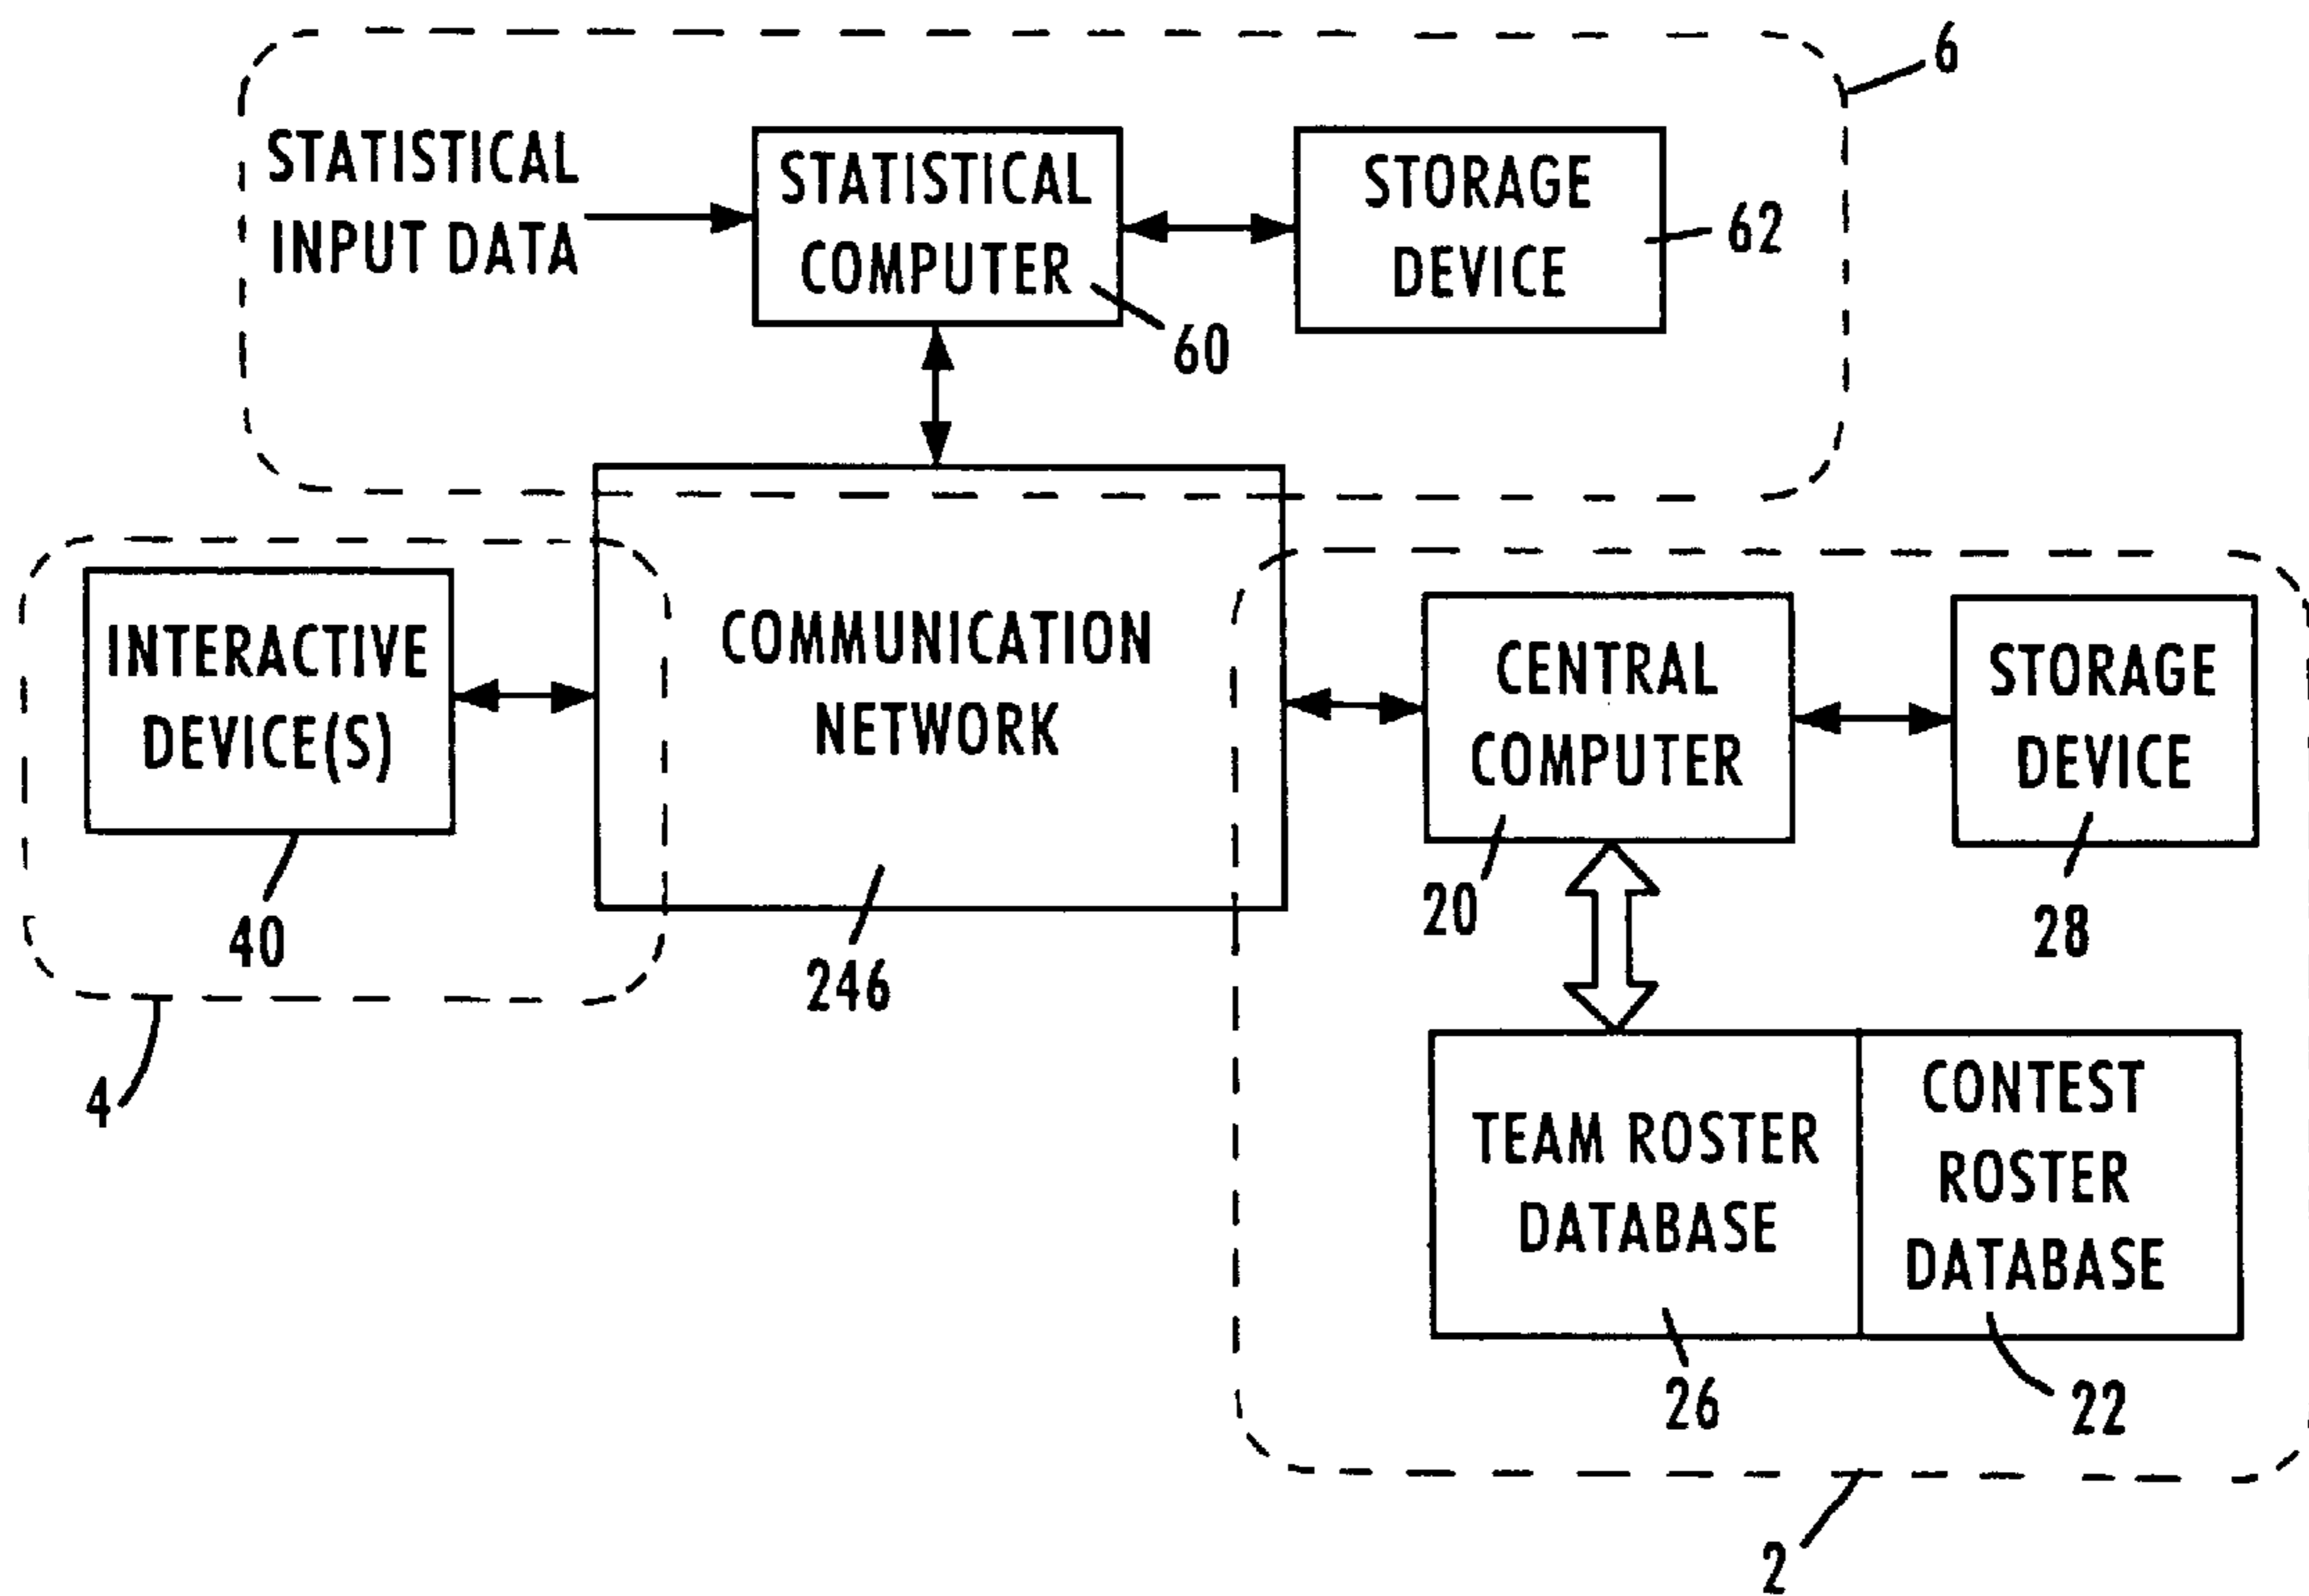 6
STATISTICAL
INPUT DATA
STATISTICAL
COMPUTER
60
STORAGE
DEVICE
62
INTERACTIVE
DEVICE(S)
40
4
COMMUNICATION
NETWORK
246
CENTRAL
COMPUTER
20
STORAGE
DEVICE
28
TEAM ROSTER
DATABASE
26
CONTEST
ROSTER
DATABASE
22
2